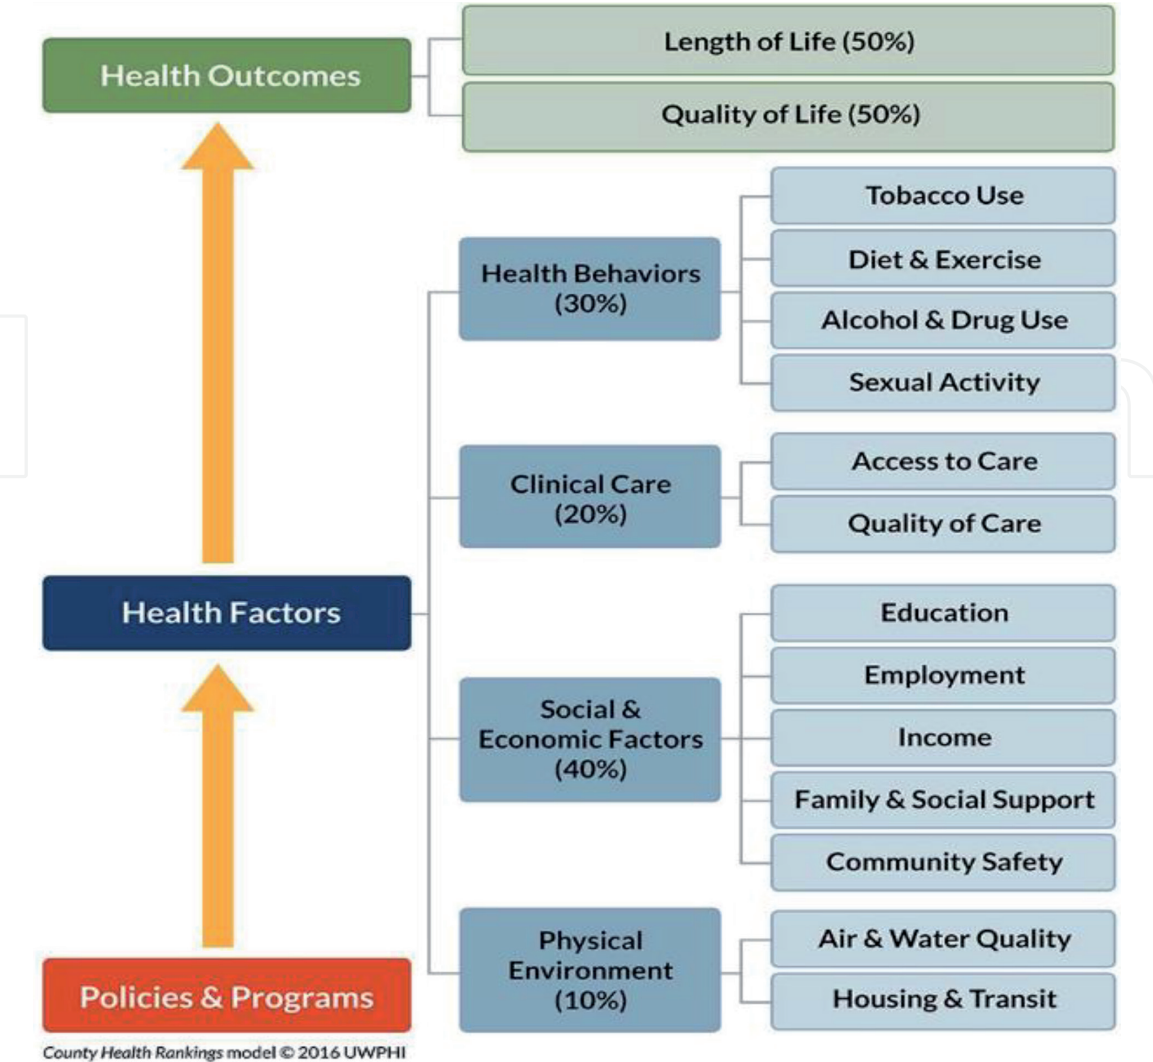 Health Outcomes
Length of Life (50%)
Quality of Life (50%)
Health Factors
Health Behaviors
(30%)
Tobacco Use
Diet & Exercise
Alcohol & Drug Use
Sexual Activity
Clinical Care
(20%)
Access to Care
Quality of Care
Social &
Economic Factors
(40%)
Education
Employment
Income
Family & Social Support
Community Safety
Physical
Environment
(10%)
Air & Water Quality
Housing & Transit
Policies & Programs
County Health Rankings model © 2016 UWPHI